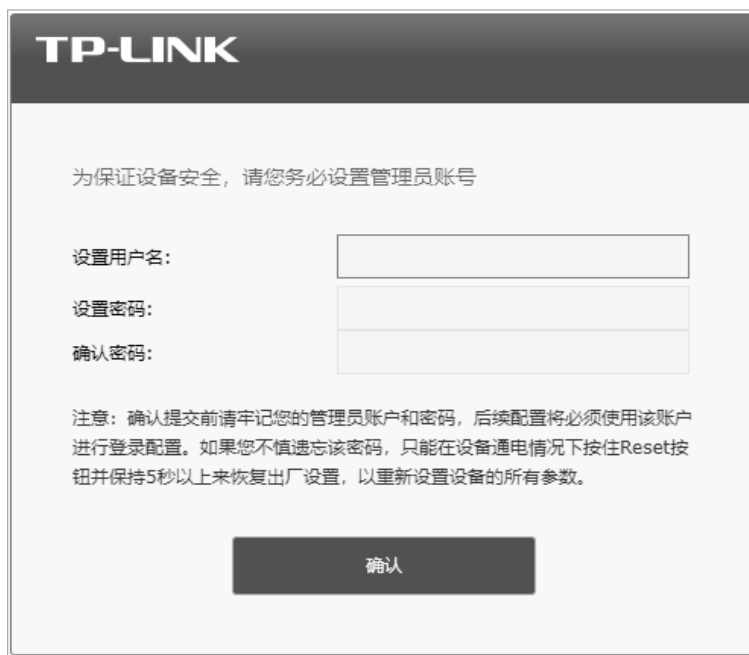 TP-LINK
为保证设备安全，请您务必设置管理员账号
设置用户名：
设置密码：
确认密码：
注意：确认提交前请牢记您的管理员账户和密码，后续配置将必须使用该账户
进行登录配置。如果您不慎遗忘该密码，只能在设备通电情况下按住Reset按
钮并保持5秒以上来恢复出厂设置，以重新设置设备的所有参数。
确认